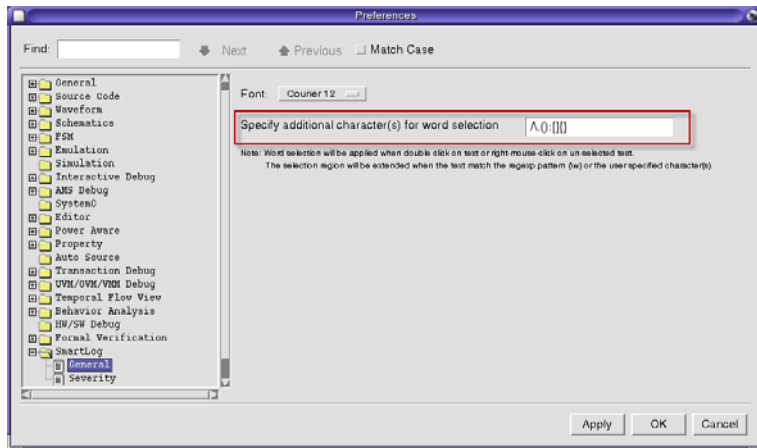 Preferences
Find:
Next
Previous
Match Case
General
Source Code
Waveform
Schematics
FSM
Emulation
Simulation
Interactive Debug
AMS Debug
SystemC
Editor
Power Aware
Property
Auto Source
Transaction Debug
UVM/OVM/VMM Debug
Temporal Flow View
Behavior Analysis
HW/SW Debug
Formal Verification
SmartLog
General
Severity
Font: Courier 12
Specify additional character(s) for word selection
Note: Word selection will be applied when double click on text or right-mouse-click on un-selected text.
The selection region will be extended when the text match the regexp pattern (\w) or the user specified character(s).
Apply OK Cancel